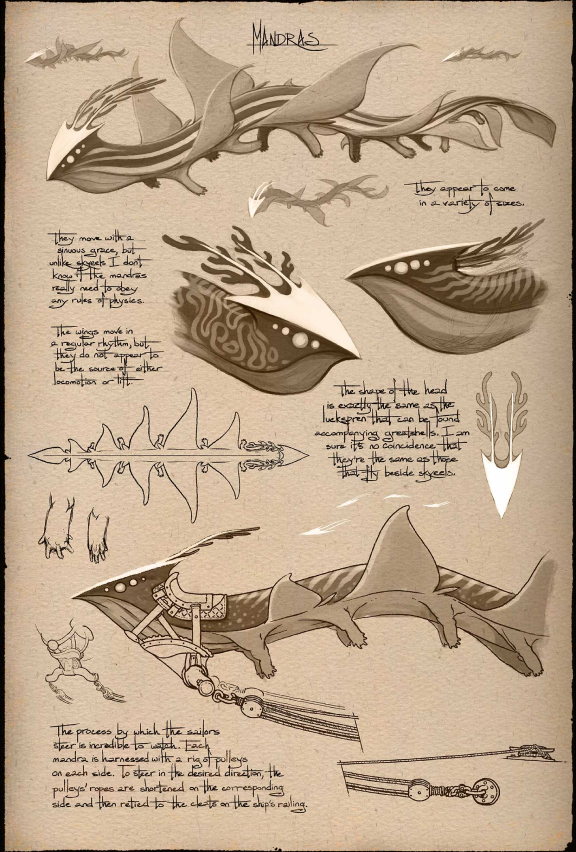 MANDRAS
They appear to come
in a variety of sizes.
They move with a
sinuous grace, but
unlike skyeels I don't
know if the mandras
really need to obey
any rules of physics.
The wings move in
a regular rhythm, but
they do not appear to
be the source of either
locomotion or lift.
The shape of the head
is exactly the same as the
luckspren that can be found
accompanying greatshells. I am
sure it's no coincidence that
they're the same as those
that fly beside skyeels.
The process by which the sailors
steer is incredible to watch. Each
mandra is harnessed with a rig of pulleys
on each side. To steer in the desired direction, the
pulleys' ropes are shortened on the corresponding
side and then retied to the cleats on the ship's railing.